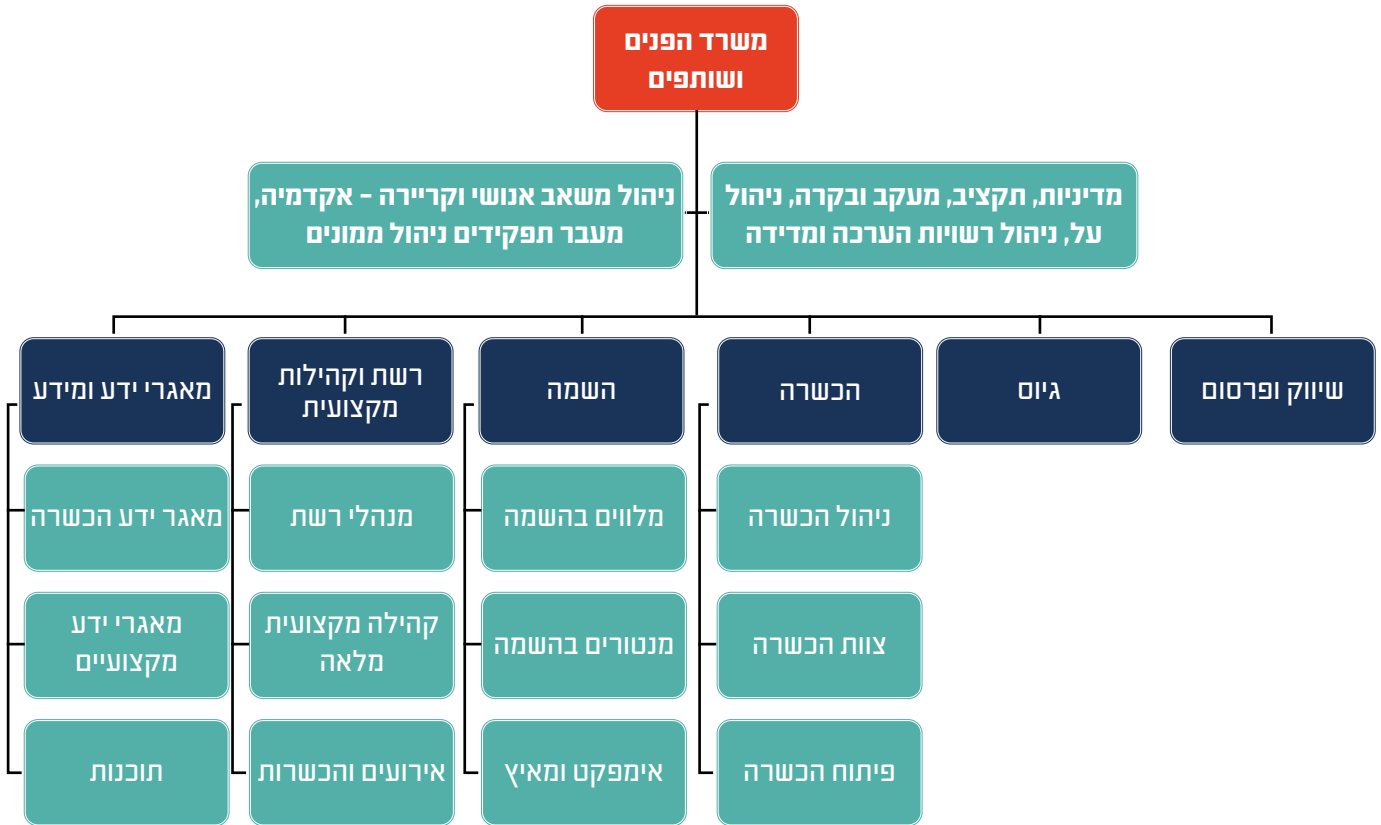 משרד הפנים
ושותפים
מדיניות, תקציב, מעקב ובקרה, ניהול
על, ניהול רשויות הערכה ומדידה
ניהול משאב אנושי וקריירה - אקדמיה,
מעבר תפקידים ניהול ממונים
שיווק ופרסום
גיוס
הכשרה
ניהול הכשרה
צוות הכשרה
פיתוח הכשרה
השמה
מלווים בהשמה
מנטורים בהשמה
אימפקט ומאיץ
רשת וקהילות
מקצועית
מנהלי רשת
קהילה מקצועית
מלאה
אירועים והכשרות
מאגרי ידע ומידע
מאגר ידע הכשרה
מאגרי ידע
מקצועיים
תוכנות